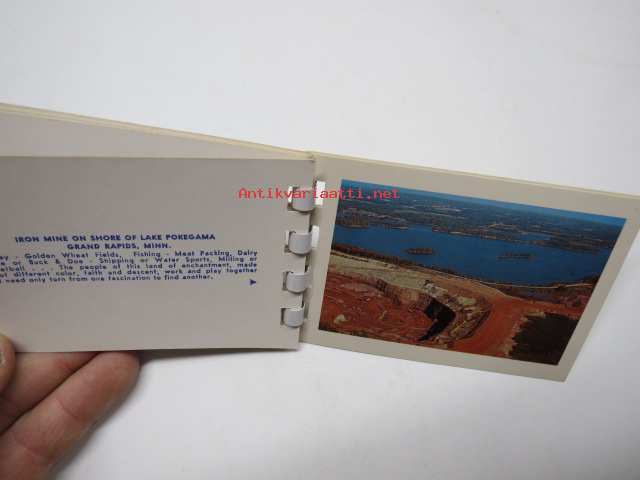 Antikvariaatti.net
IRON MINE ON SHORE OF LAKE POKEGAMA
GRAND RAPIDS, MINN.
- Golden Wheat Fields, Fishing - Meat Packing, Dairy
or Buck & Doe - Shipping or Water Sports, Milling or
. . . The people of this land of enchantment, made
different color, faith and descent, work and play together
need only turn from one fascination to find another.